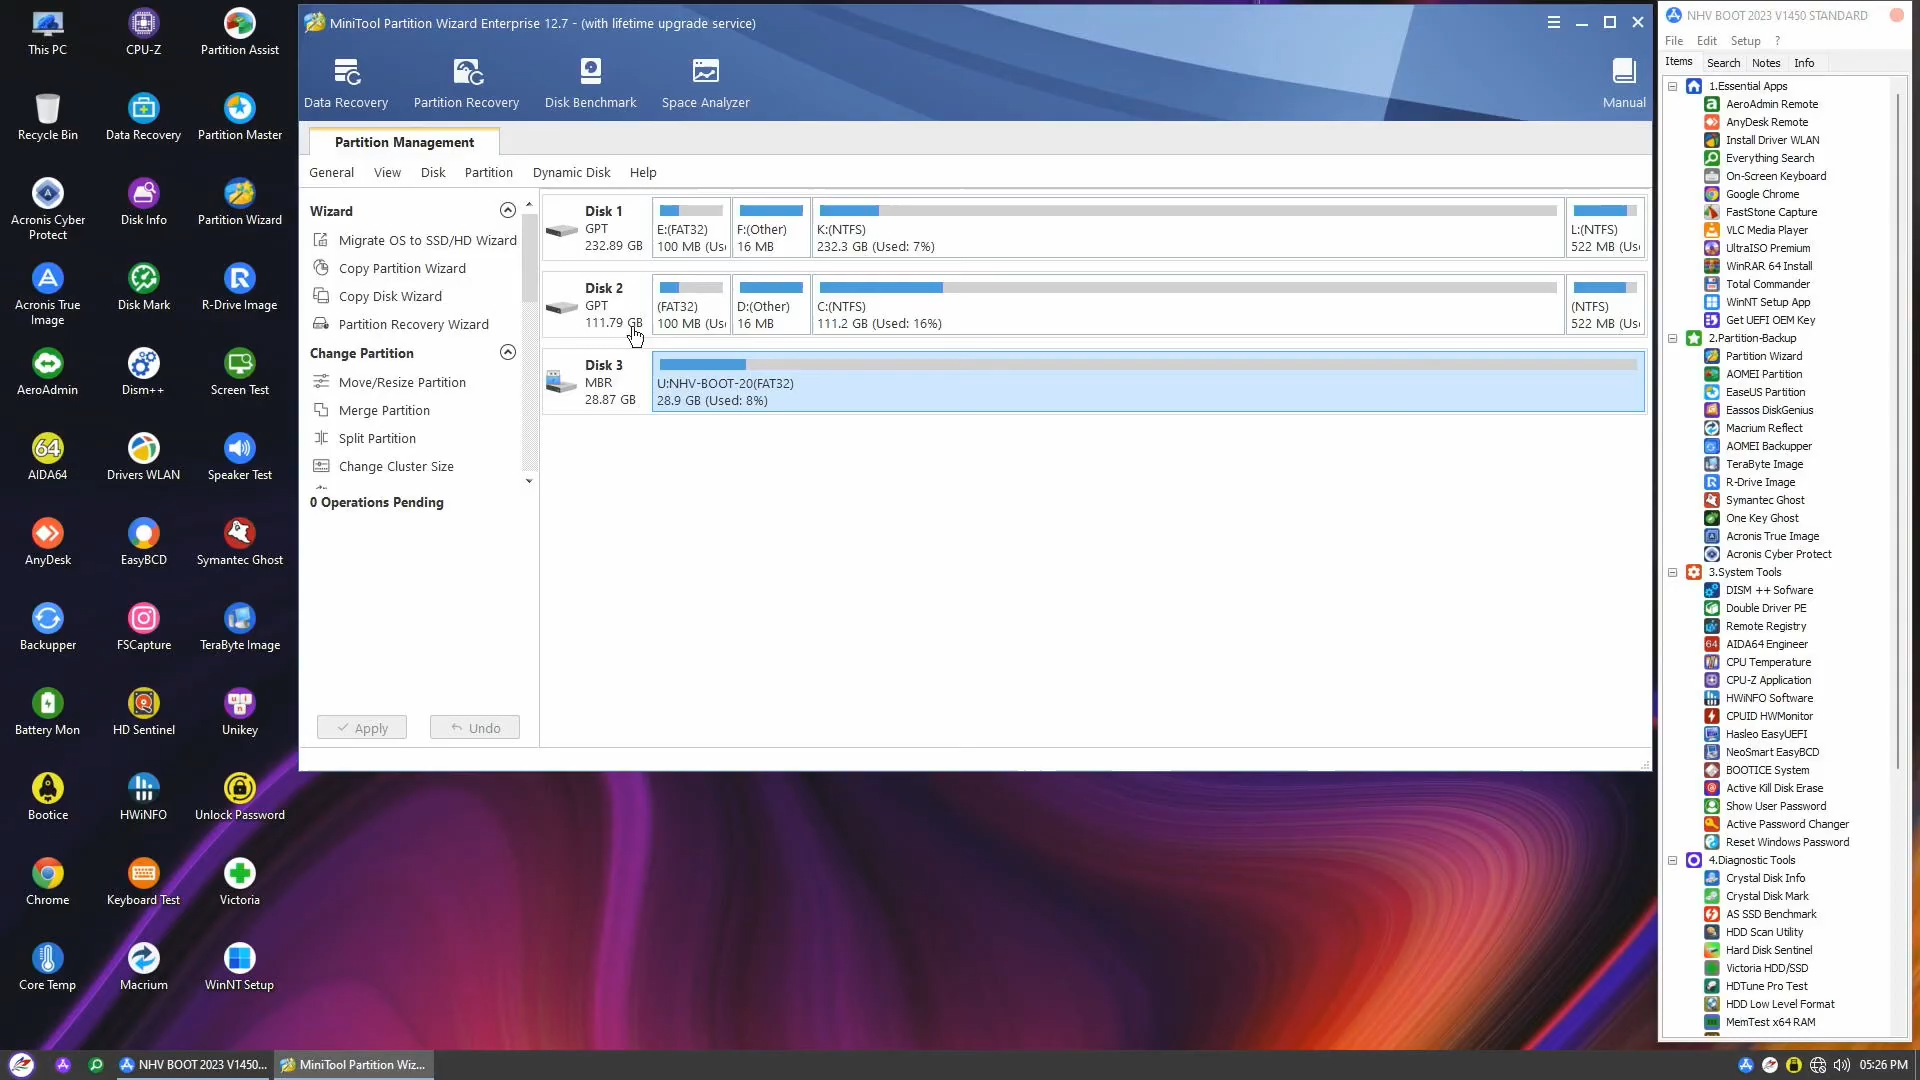 This PC
CPU-Z
Partition Assist
Recycle Bin
Data Recovery
Partition Master
Acronis Cyber
Protect
Disk Info
Partition Wizard
Acronis True
Image
Disk Mark
R-Drive Image
AeroAdmin
Dism++
Screen Test
64
AIDA64
Drivers WLAN
Speaker Test
AnyDesk
EasyBCD
Symantec Ghost
Backupper
FSCapture
TeraByte Image
Battery Mon
HD Sentinel
Unikey
Bootice
HWiNFO
Unlock Password
Chrome
Keyboard Test
Victoria
Core Temp
Macrium
WinNT Setup
MiniTool Partition Wizard Enterprise 12.7 - (with lifetime upgrade service)
Data Recovery
Partition Recovery
Disk Benchmark
Space Analyzer
Manual
Partition Management
General
View
Disk
Partition
Dynamic Disk
Help
Wizard
Migrate OS to SSD/HD Wizard
Copy Partition Wizard
Copy Disk Wizard
Partition Recovery Wizard
Change Partition
Move/Resize Partition
Merge Partition
Split Partition
Change Cluster Size
0 Operations Pending
Apply
Undo
Disk 1
GPT
232.89 GB
E:(FAT32)
100 MB (Us
F:(Other)
16 MB
K:(NTFS)
232.3 GB (Used: 7%)
L:(NTFS)
522 MB (Us
Disk 2
GPT
111.79 GB
(FAT32)
100 MB (Us
D:(Other)
16 MB
C:(NTFS)
111.2 GB (Used: 16%)
(NTFS)
522 MB (Us
Disk 3
MBR
28.87 GB
U:NHV-BOOT-20(FAT32)
28.9 GB (Used: 8%)
NHV BOOT 2023 V1450 STANDARD
File
Edit
Setup
?
Items
Search
Notes
Info
1.Essential Apps
AeroAdmin Remote
AnyDesk Remote
Install Driver WLAN
Everything Search
On-Screen Keyboard
Google Chrome
FastStone Capture
VLC Media Player
UltraISO Premium
WinRAR 64 Install
Total Commander
WinNT Setup App
Get UEFI OEM Key
2.Partition-Backup
Partition Wizard
AOMEI Partition
EaseUS Partition
Eassos DiskGenius
Macrium Reflect
AOMEI Backupper
TeraByte Image
R-Drive Image
Symantec Ghost
One Key Ghost
Acronis True Image
Acronis Cyber Protect
3.System Tools
DISM ++ Sofware
Double Driver PE
Remote Registry
64
AIDA64 Engineer
CPU Temperature
CPU-Z Application
HWiNFO Software
CPUID HWMonitor
Hasleo EasyUEFI
NeoSmart EasyBCD
BOOTICE System
Active Kill Disk Erase
Show User Password
Active Password Changer
Reset Windows Password
4.Diagnostic Tools
Crystal Disk Info
Crystal Disk Mark
AS SSD Benchmark
HDD Scan Utility
Hard Disk Sentinel
Victoria HDD/SSD
HDTune Pro Test
HDD Low Level Format
MemTest x64 RAM
NHV BOOT 2023 V1450...
MiniTool Partition Wiz...
05:26 PM